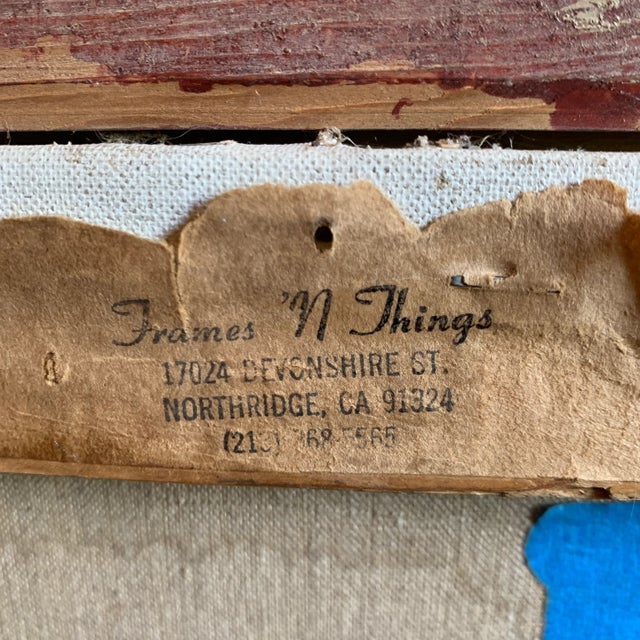 Frames 'N Things
17024 DEVONSHIRE ST.
NORTHRIDGE, CA 91324